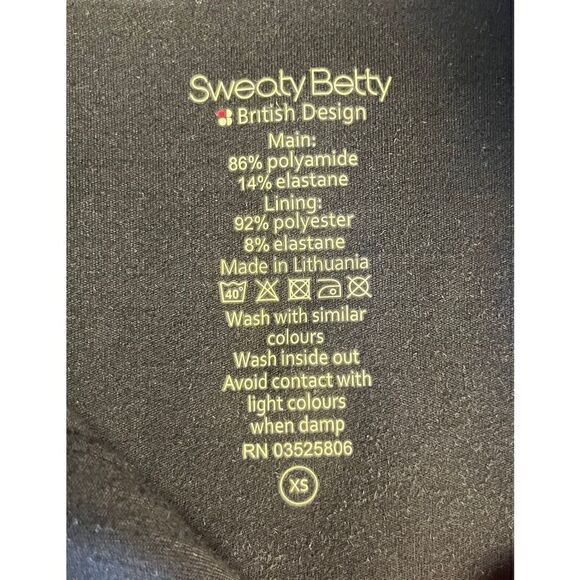 Sweaty Betty
British Design
Main:
86% polyamide
14% elastane
Lining:
92% polyester
8% elastane
Made in Lithuania
40°
Wash with similar
colours
Wash inside out
Avoid contact with
light colours
when damp
RN 03525806
XS